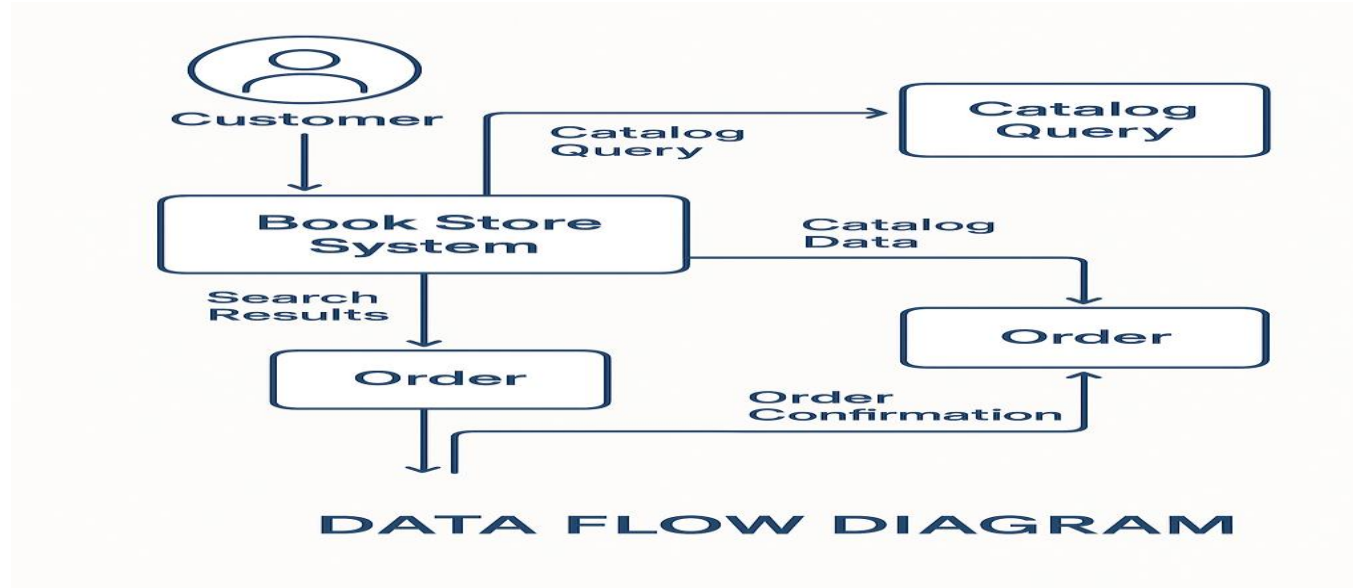 Customer
Catalog
Query
Catalog
Query
Book Store
System
Catalog
Data
Search
Results
Order
Order
Order
Confirmation
DATA FLOW DIAGRAM